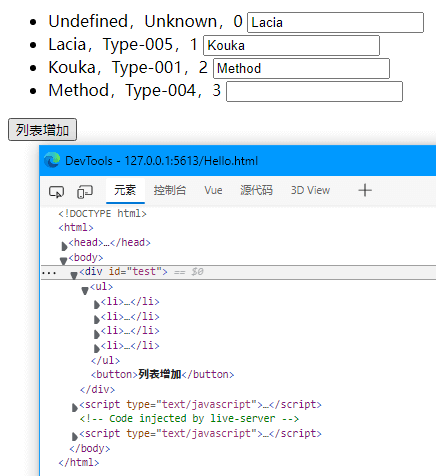 Undefined，Unknown，0 Lacia
Lacia，Type-005，1 Kouka
Kouka，Type-001，2 Method
Method，Type-004，3
列表增加
DevTools - 127.0.0.1:5613/Hello.html
元素 控制台 Vue 源代码 3D View
<!DOCTYPE html>
<html>
<head>…</head>
<body>
<div id="test"> == $0
<ul>
<li>…</li>
<li>…</li>
<li>…</li>
<li>…</li>
</ul>
<button>列表增加</button>
</div>
<script type="text/javascript">…</script>
<!-- Code injected by live-server -->
<script type="text/javascript">…</script>
</body>
</html>